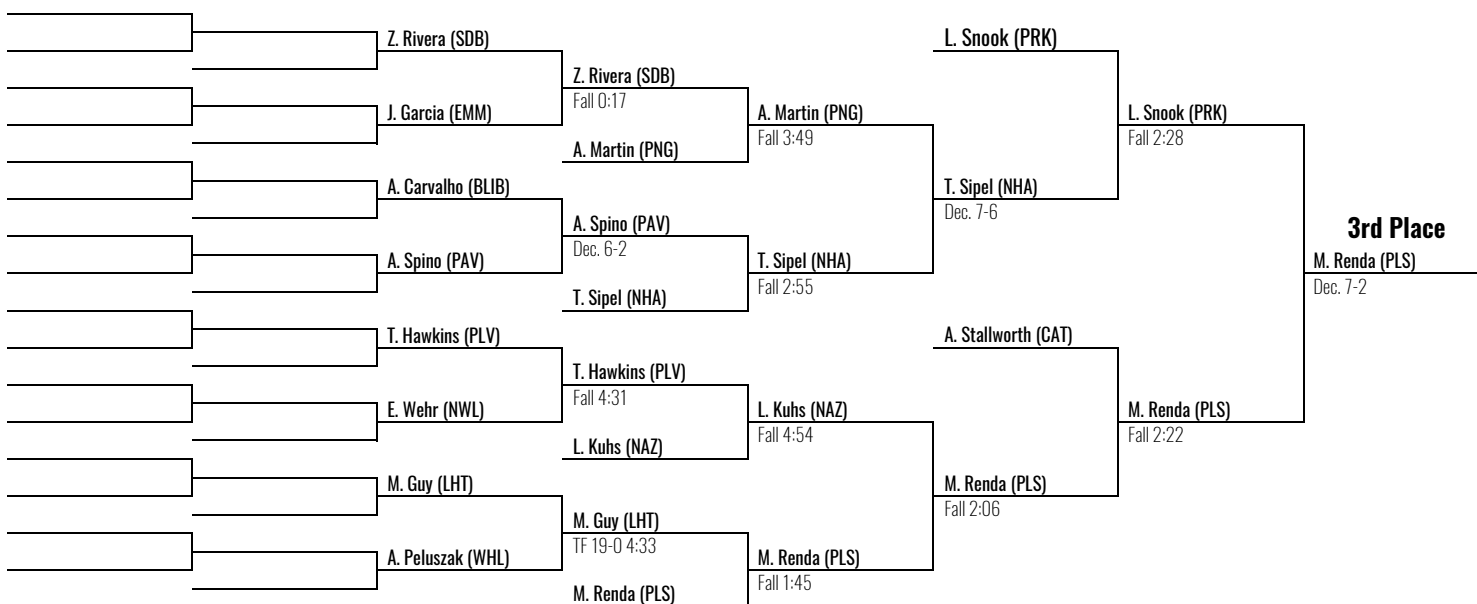 Z. Rivera (SDB)
J. Garcia (EMM)
A. Carvalho (BLIB)
A. Spino (PAV)
T. Hawkins (PLV)
E. Wehr (NWL)
M. Guy (LHT)
A. Peluszak (WHL)
Z. Rivera (SDB)
Fall 0:17
A. Martin (PNG)
A. Spino (PAV)
Dec. 6-2
T. Sipel (NHA)
T. Hawkins (PLV)
Fall 4:31
L. Kuhs (NAZ)
M. Guy (LHT)
TF 19-0 4:33
M. Renda (PLS)
A. Martin (PNG)
Fall 3:49
T. Sipel (NHA)
Fall 2:55
L. Kuhs (NAZ)
Fall 4:54
M. Renda (PLS)
Fall 1:45
L. Snook (PRK)
T. Sipel (NHA)
Dec. 7-6
A. Stallworth (CAT)
M. Renda (PLS)
Fall 2:06
L. Snook (PRK)
Fall 2:28
M. Renda (PLS)
Fall 2:22
3rd Place
M. Renda (PLS)
Dec. 7-2